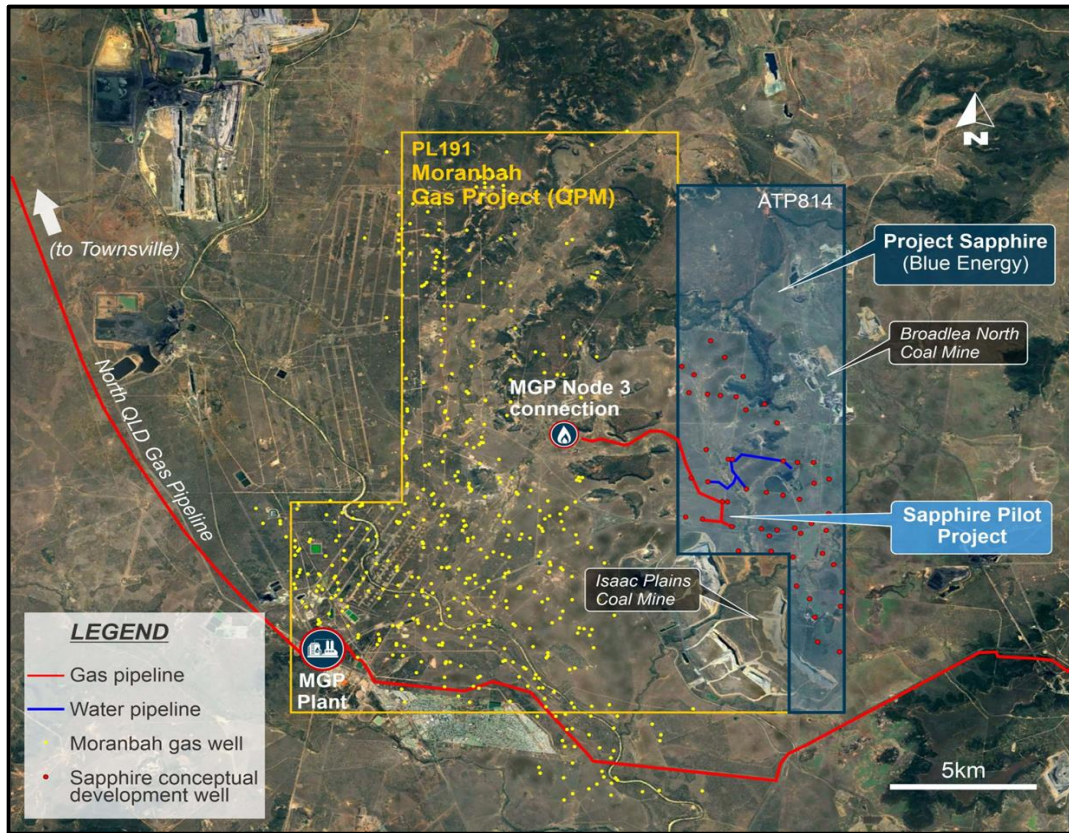 PL191
Moranbah
Gas Project (QPM)
N
ATP814
(to Townsville)
Project Sapphire
(Blue Energy)
Broadlea North
Coal Mine
North QLD Gas Pipeline
MGP Node 3
connection
Sapphire Pilot
Project
Isaac Plains
Coal Mine
MGP
Plant
LEGEND
Gas pipeline
Water pipeline
Moranbah gas well
Sapphire conceptual
development well
5km